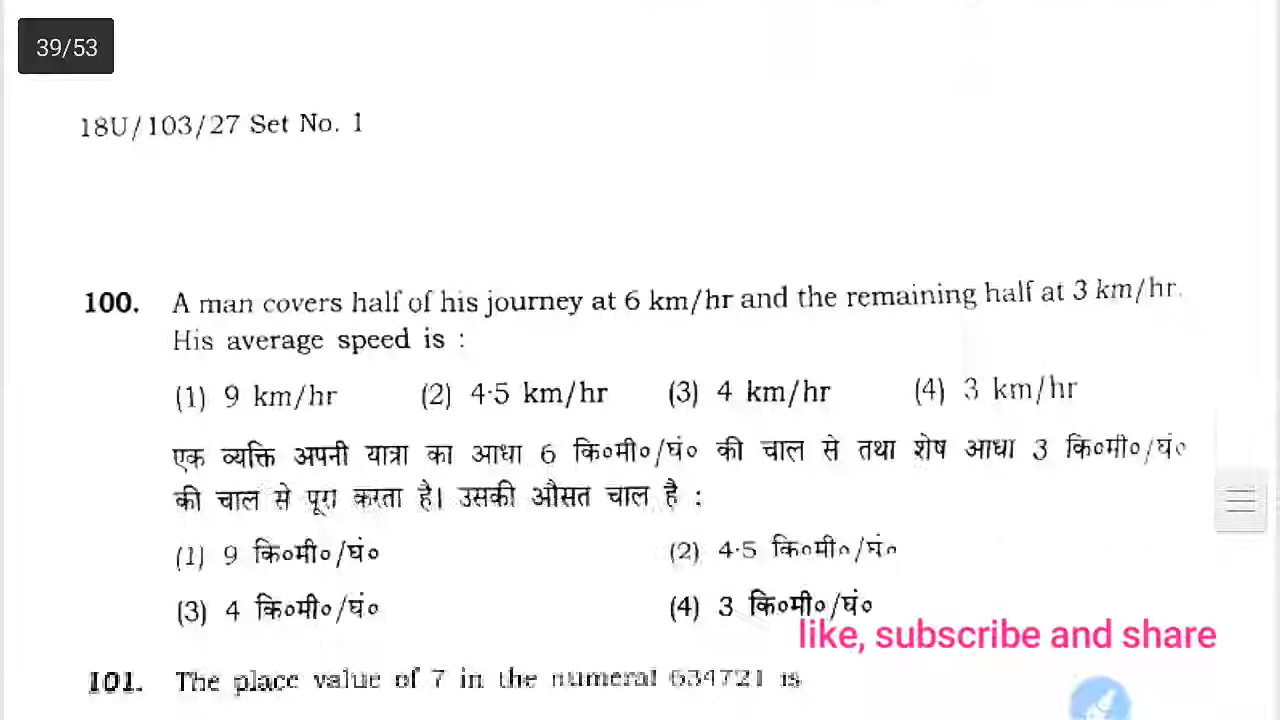 39/53
18U/103/27 Set No. 1
100. A man covers half of his journey at 6 km/hr and the remaining half at 3 km/hr.
His average speed is :
(1) 9 km/hr (2) 4·5 km/hr (3) 4 km/hr (4) 3 km/hr
एक व्यक्ति अपनी यात्रा का आधा 6 कि०मी०/घं० की चाल से तथा शेष आधा 3 कि०मी०/घं०
की चाल से पूरा करता है। उसकी औसत चाल है :
(1) 9 कि०मी०/घं० (2) 4·5 कि०मी०/घं०
(3) 4 कि०मी०/घं० (4) 3 कि०मी०/घं०
like, subscribe and share
101. The place value of 7 in the numeral 634721 is